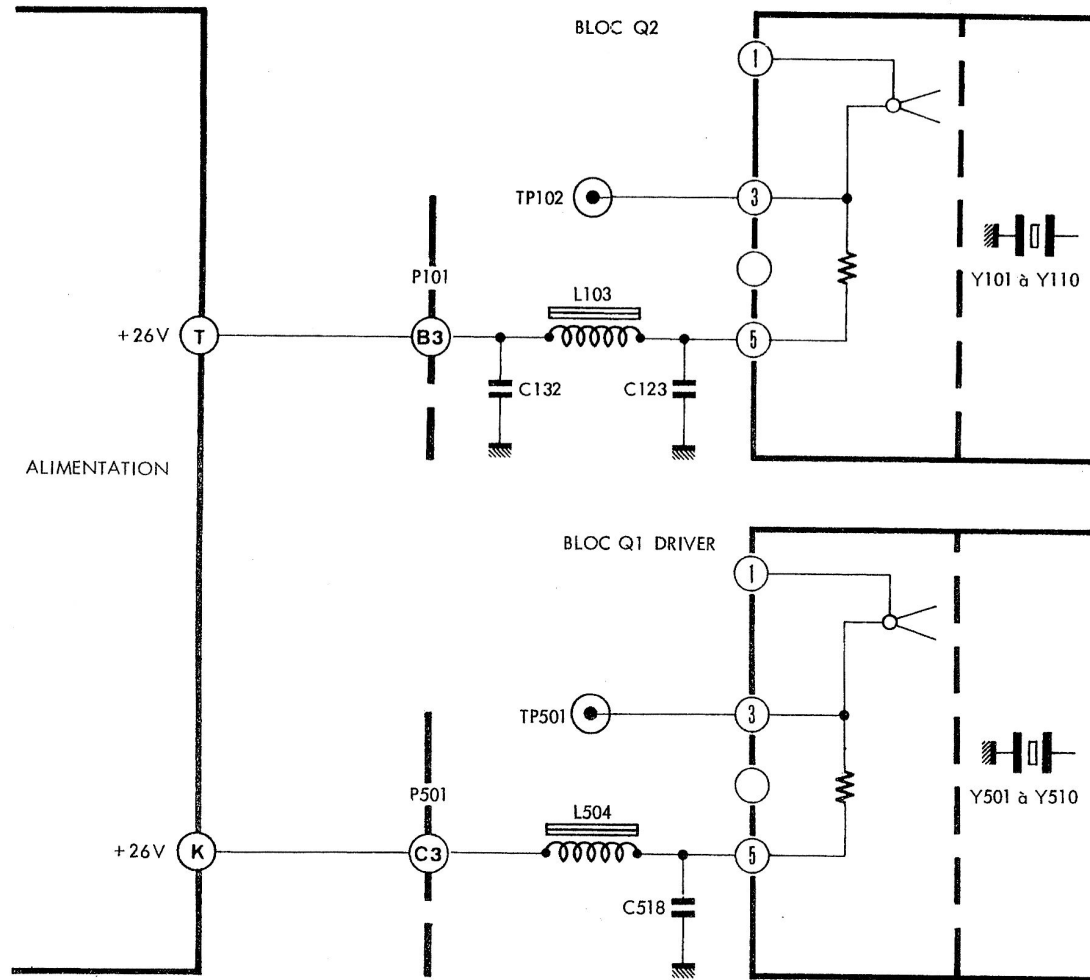 BLOC Q2
1
TP102
3
Y101 à Y110
P101
L103
+26V
T
B3
5
C132
C123
ALIMENTATION
BLOC Q1 DRIVER
1
TP501
3
Y501 à Y510
P501
L504
+26V
K
C3
5
C518